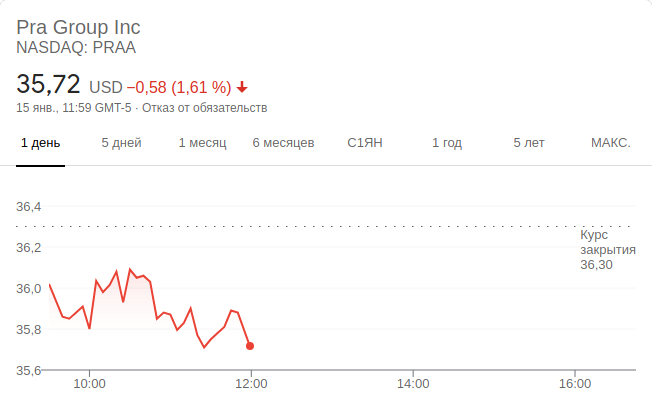 Pra Group Inc
NASDAQ: PRAA
35,72 USD −0,58 (1,61 %)
15 янв., 11:59 GMT-5 · Отказ от обязательств
1 день 5 дней 1 месяц 6 месяцев С1ЯН 1 год 5 лет МАКС.
36,4
Курс
закрытия
36,30
36,2
36,0
35,8
35,6
10:00 12:00 14:00 16:00